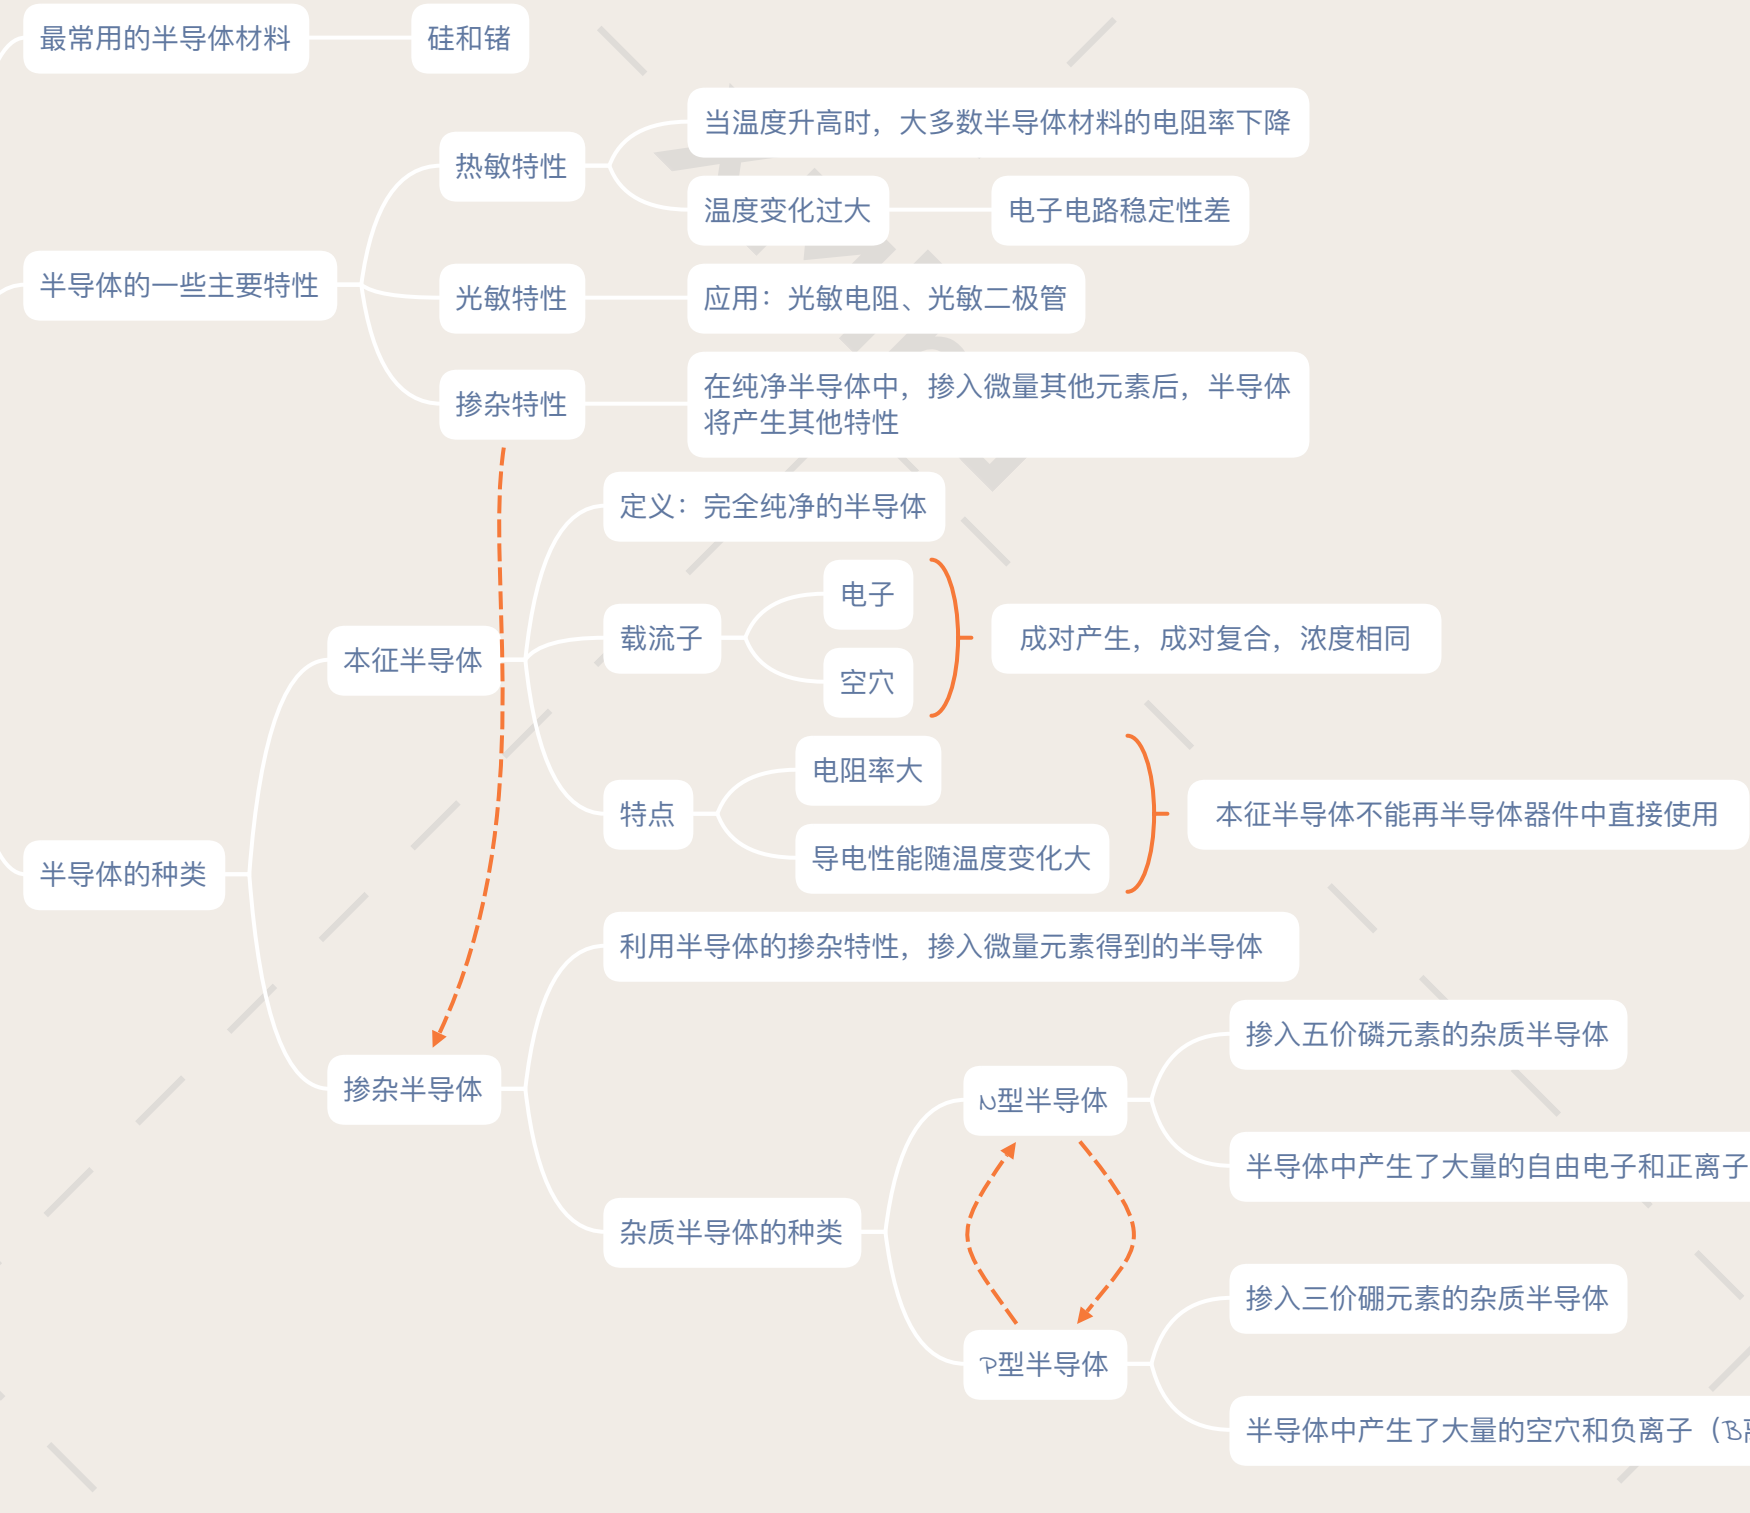 最常用的半导体材料
硅和锗
半导体的一些主要特性
热敏特性
当温度升高时，大多数半导体材料的电阻率下降
温度变化过大
电子电路稳定性差
光敏特性
应用：光敏电阻、光敏二极管
掺杂特性
在纯净半导体中，掺入微量其他元素后，半导体
将产生其他特性
半导体的种类
本征半导体
定义：完全纯净的半导体
载流子
电子
空穴
成对产生，成对复合，浓度相同
特点
电阻率大
导电性能随温度变化大
本征半导体不能再半导体器件中直接使用
掺杂半导体
利用半导体的掺杂特性，掺入微量元素得到的半导体
杂质半导体的种类
N型半导体
掺入五价磷元素的杂质半导体
半导体中产生了大量的自由电子和正离子
P型半导体
掺入三价硼元素的杂质半导体
半导体中产生了大量的空穴和负离子（B